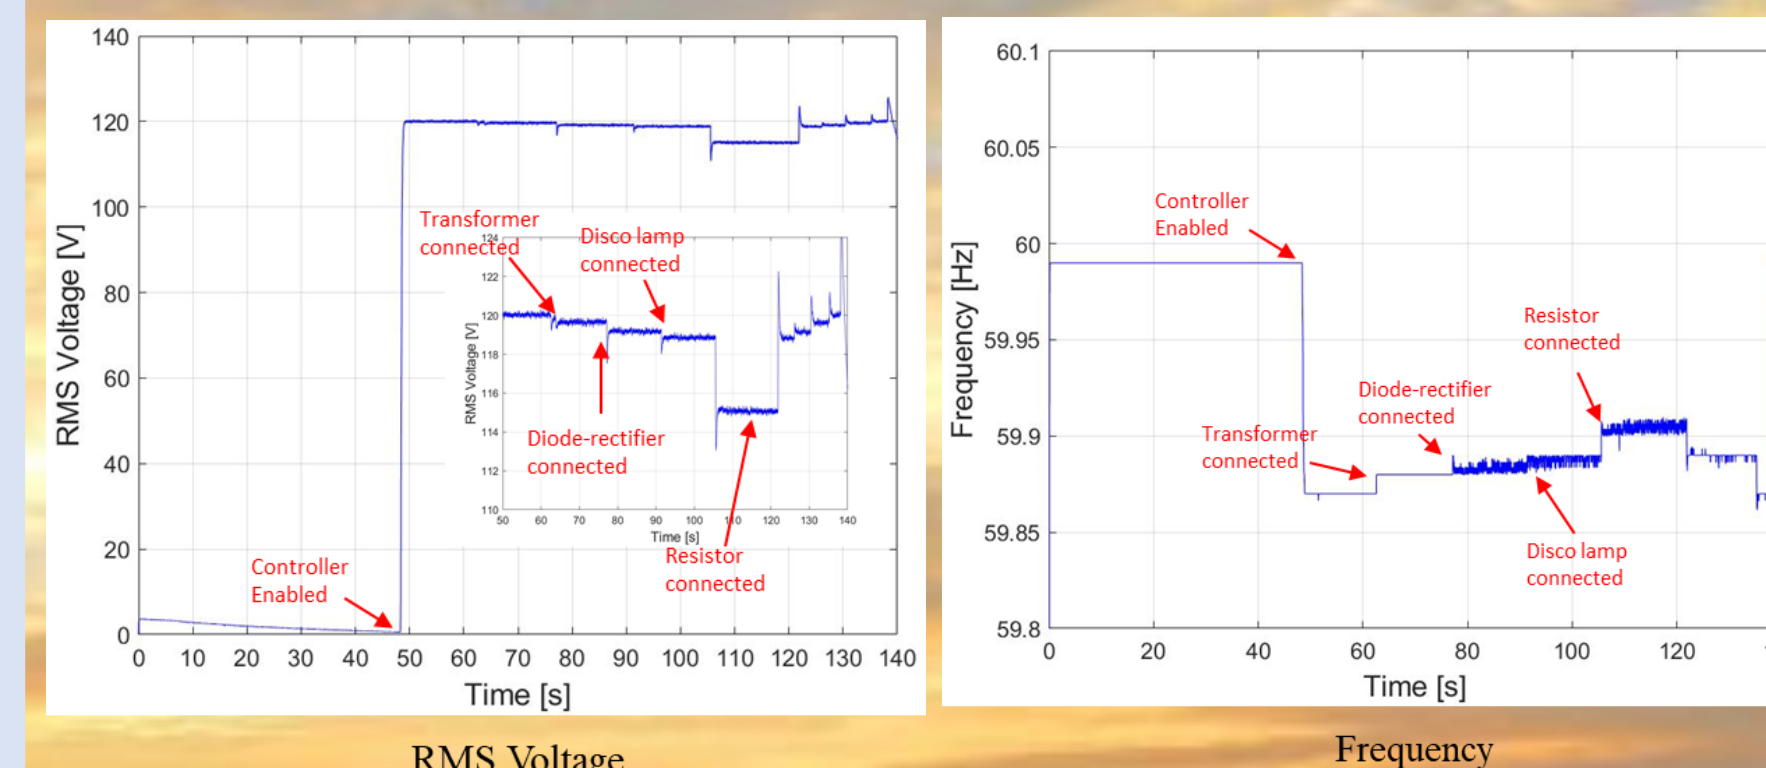 140
120
100
80
60
40
20
0
RMS Voltage [V]
0 10 20 30 40 50 60 70 80 90 100 110 120 130 140
Time [s]
Controller
Enabled
Transformer
connected
Disco lamp
connected
Diode-rectifier
connected
Resistor
connected
124
122
120
118
116
114
112
110
RMS Voltage [V]
50 60 70 80 90 100 110 120 130 140
Time [s]
RMS Voltage
60.1
60.05
60
59.95
59.9
59.85
59.8
Frequency [Hz]
0 20 40 60 80 100 120
Time [s]
Controller
Enabled
Transformer
connected
Diode-rectifier
connected
Resistor
connected
Disco lamp
connected
Frequency